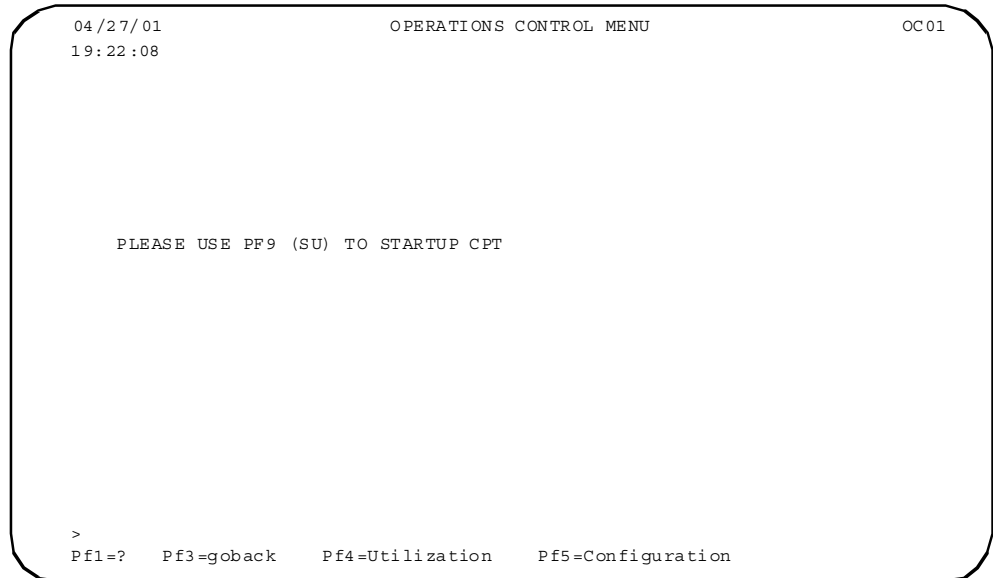 04/27/01 OPERATIONS CONTROL MENU OC01
19:22:08
PLEASE USE PF9 (SU) TO STARTUP CPT
>
Pf1=? Pf3=goback Pf4=Utilization Pf5=Configuration